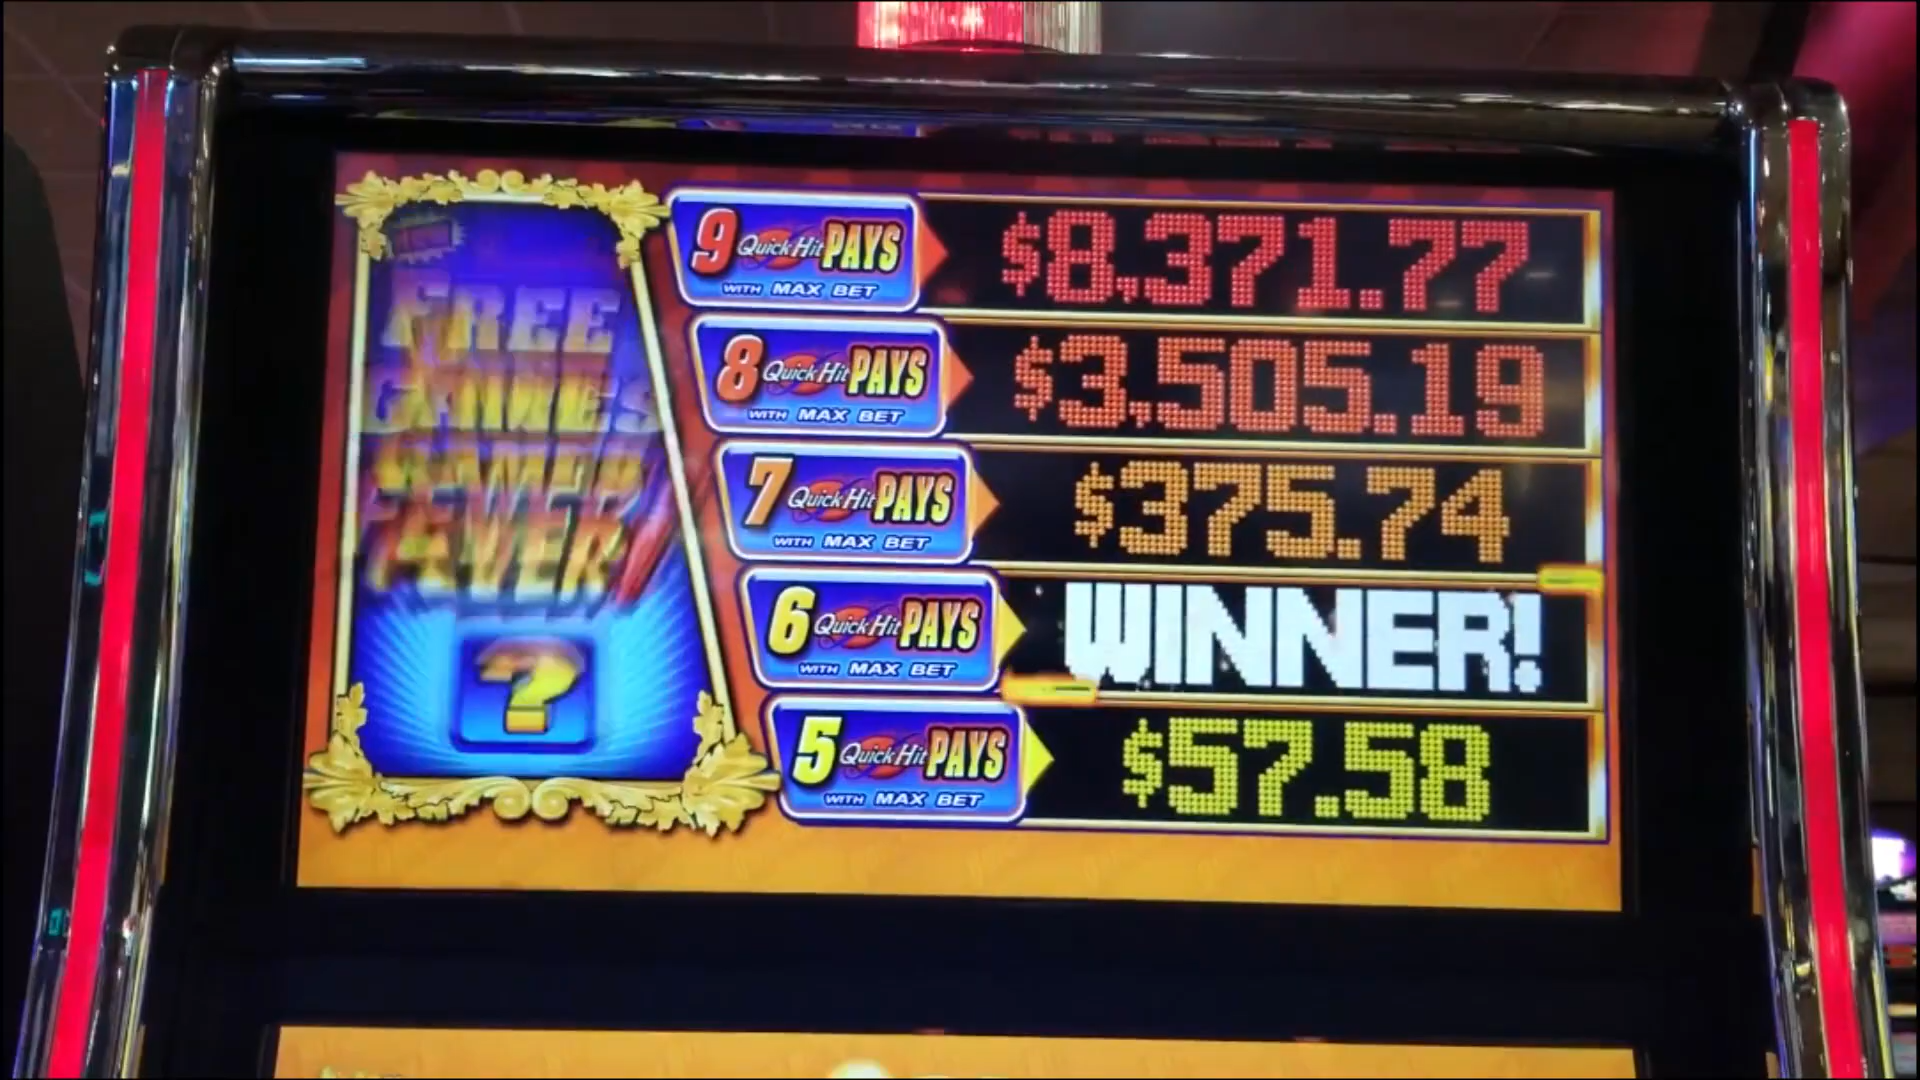 FREE
GAMES
FEVER
?
9 Quick Hit PAYS
WITH MAX BET
$8,371.77
8 Quick Hit PAYS
WITH MAX BET
$3,505.19
7 Quick Hit PAYS
WITH MAX BET
$375.74
6 Quick Hit PAYS
WITH MAX BET
WINNER!
5 Quick Hit PAYS
WITH MAX BET
$57.58